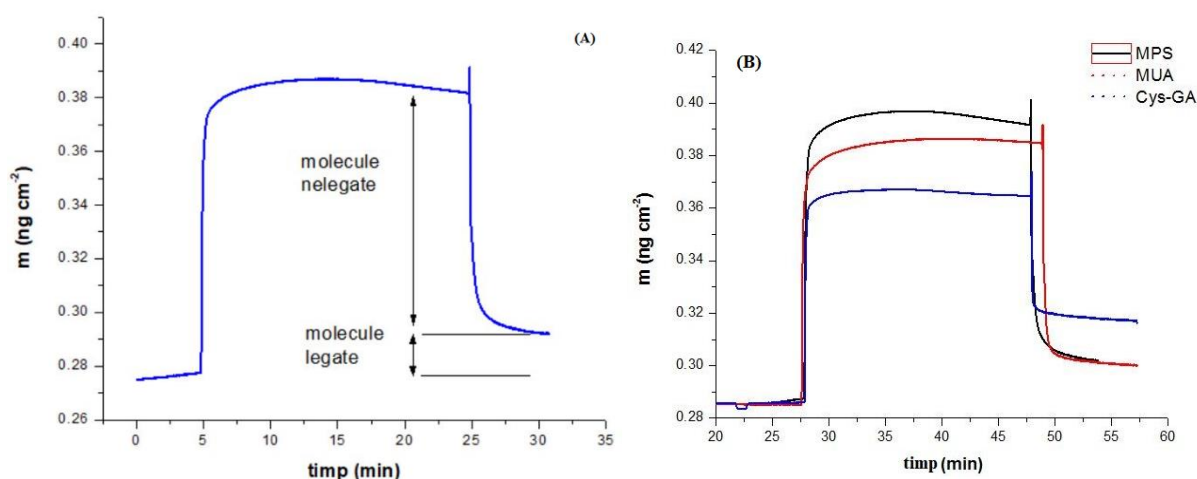 (A)
0.40
0.38
0.36
0.34
0.32
0.30
0.28
0.26
m (ng cm-2)
molecule
nelegate
molecule
legate
0 5 10 15 20 25 30 35
timp (min)
(B)
MPS
MUA
Cys-GA
0.42
0.40
0.38
0.36
0.34
0.32
0.30
0.28
m (ng cm-2)
20 25 30 35 40 45 50 55 60
timp (min)